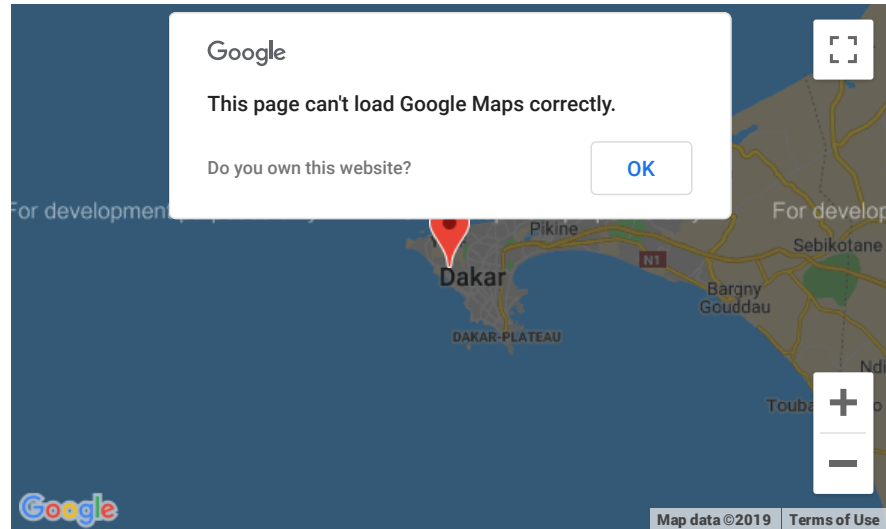 Google
This page can't load Google Maps correctly.
Do you own this website?
OK
For development
For develop
Pikine
Sebikotane
N1
Dakar
Bargny
Gouddau
DAKAR-PLATEAU
Touba
Google
Map data ©2019
Terms of Use